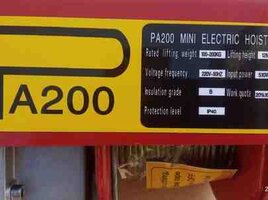 PA200
PA200 MINI ELECTRIC HOIST
Rated lifting weight 100-200KG Lifting height
Voltage frequency 220V-50HZ Input power
Insulation grade B Work quota
Protection level IP40